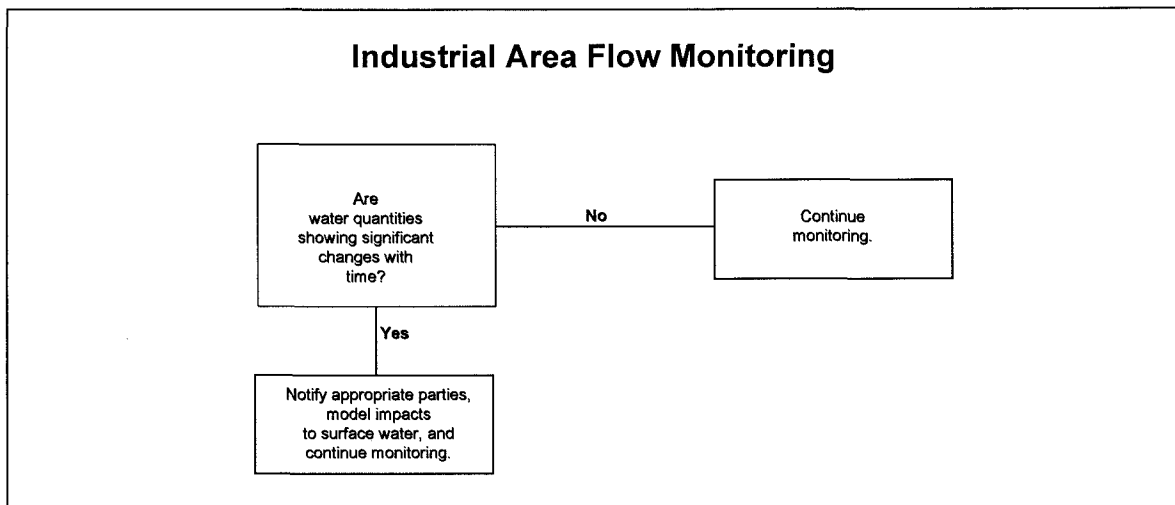 Industrial Area Flow Monitoring
Are
water quantities
showing significant
changes with
time?
No
Continue
monitoring.
Yes
Notify appropriate parties,
model impacts
to surface water, and
continue monitoring.